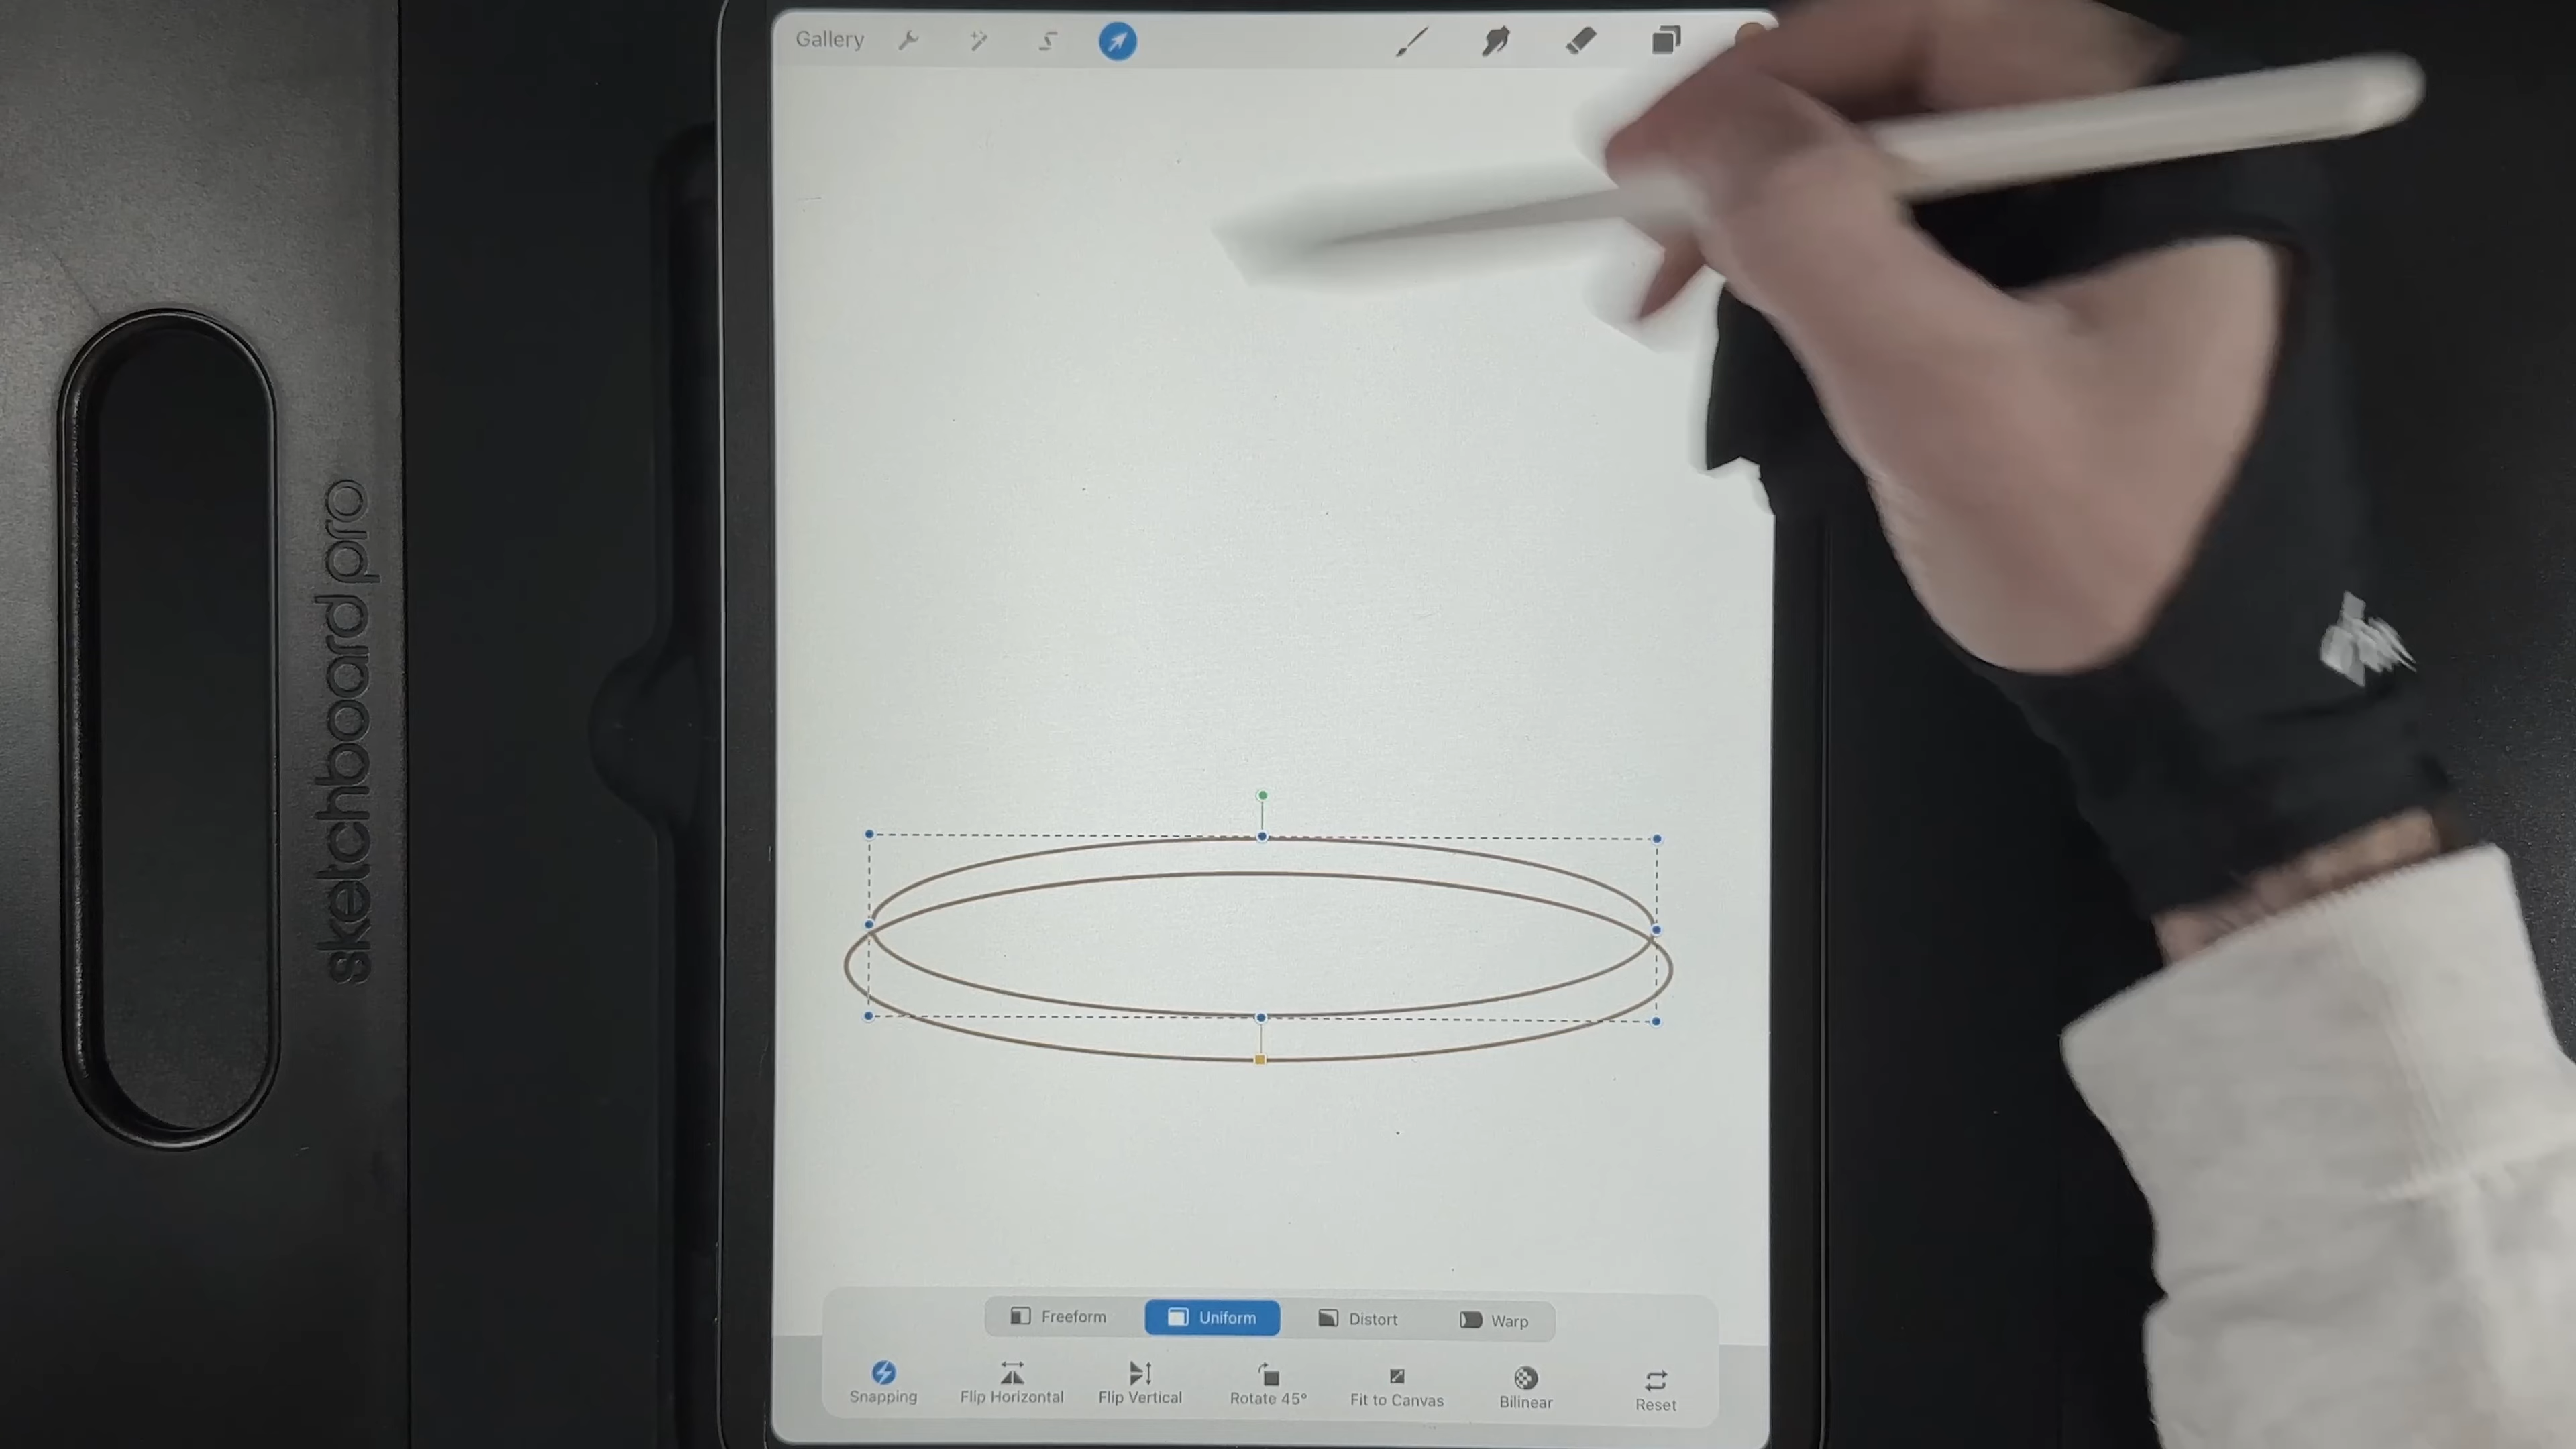 Gallery
sketchboard pro
Freeform
Uniform
Distort
Warp
Snapping
Flip Horizontal
Flip Vertical
Rotate 45°
Fit to Canvas
Bilinear
Reset